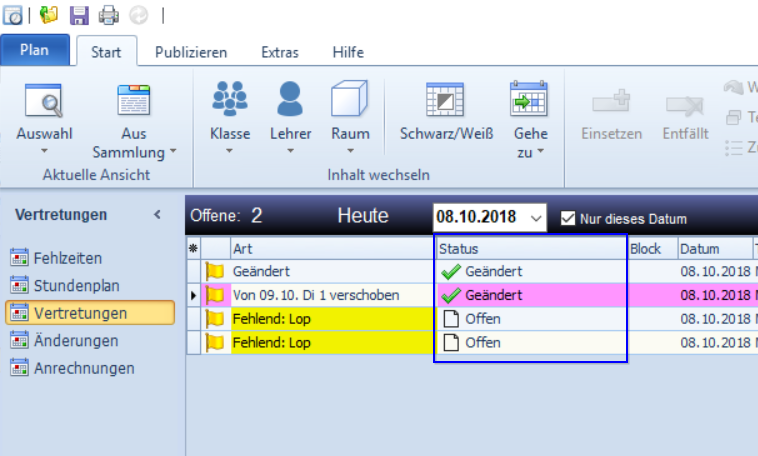 Plan Start Publizieren Extras Hilfe
Auswahl Aus Sammlung Klasse Lehrer Raum Schwarz/Weiß Gehe zu Einsetzen Entfällt
Aktuelle Ansicht Inhalt wechseln
Vertretungen
Fehlzeiten
Stundenplan
Vertretungen
Änderungen
Anrechnungen
Offene: 2 Heute 08.10.2018 Nur dieses Datum
Art Status Block Datum
Geändert Geändert 08.10.2018
Von 09.10. Di 1 verschoben Geändert 08.10.2018
Fehlend: Lop Offen 08.10.2018
Fehlend: Lop Offen 08.10.2018